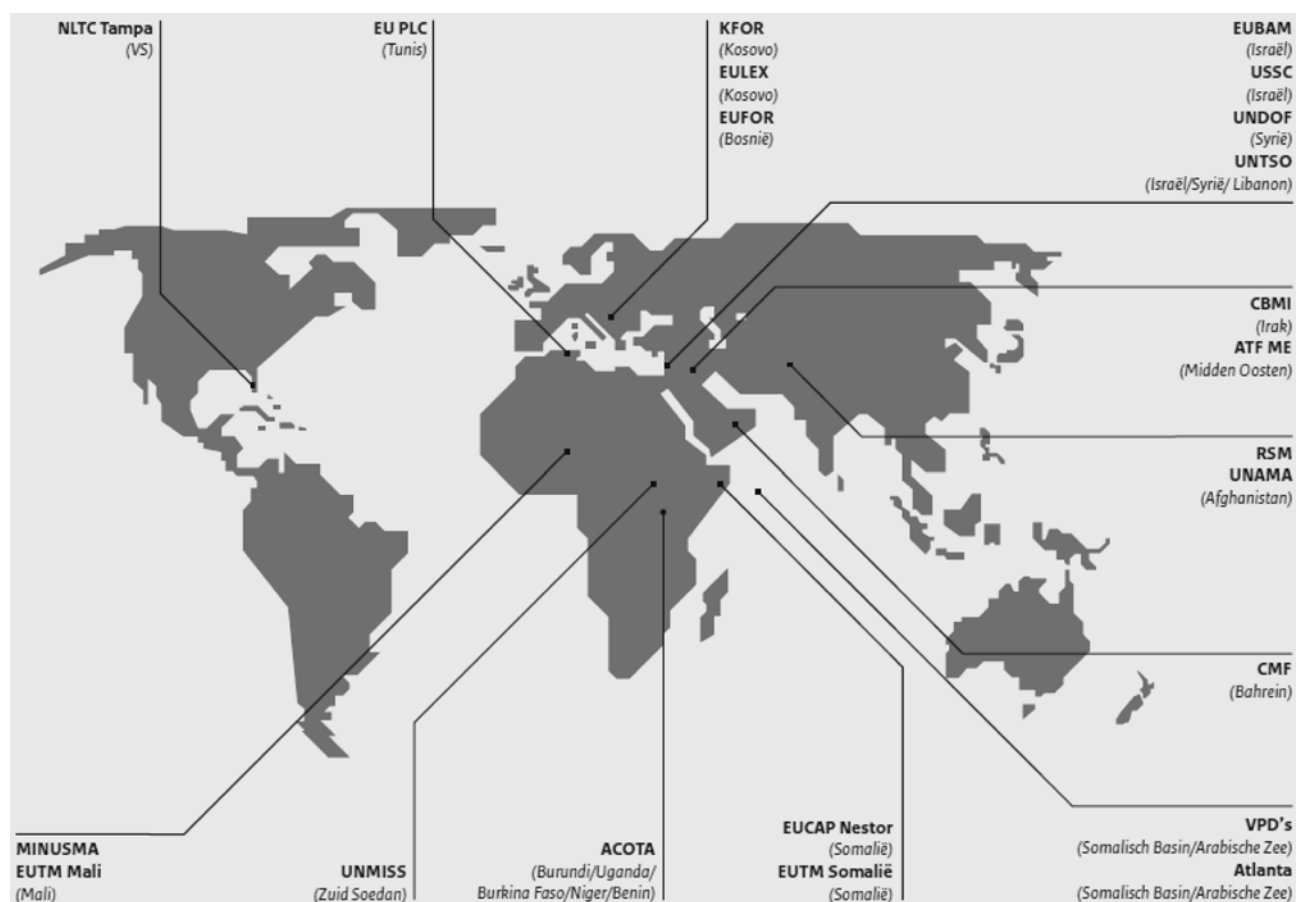 NLTC Tampa
(VS)
EU PLC
(Tunis)
KFOR
(Kosovo)
EULEX
(Kosovo)
EUFOR
(Bosnië)
EUBAM
(Israël)
USSC
(Israël)
UNDOF
(Syrië)
UNTSO
(Israël/Syrië/ Libanon)
CBMI
(Irak)
ATF ME
(Midden Oosten)
RSM
UNAMA
(Afghanistan)
CMF
(Bahrein)
MINUSMA
EUTM Mali
(Mali)
UNMISS
(Zuid Soedan)
ACOTA
(Burundi/Uganda/
Burkina Faso/Niger/Benin)
EUCAP Nestor
(Somalië)
EUTM Somalië
(Somalië)
VPD's
(Somalisch Basin/Arabische Zee)
Atlanta
(Somalisch Basin/Arabische Zee)